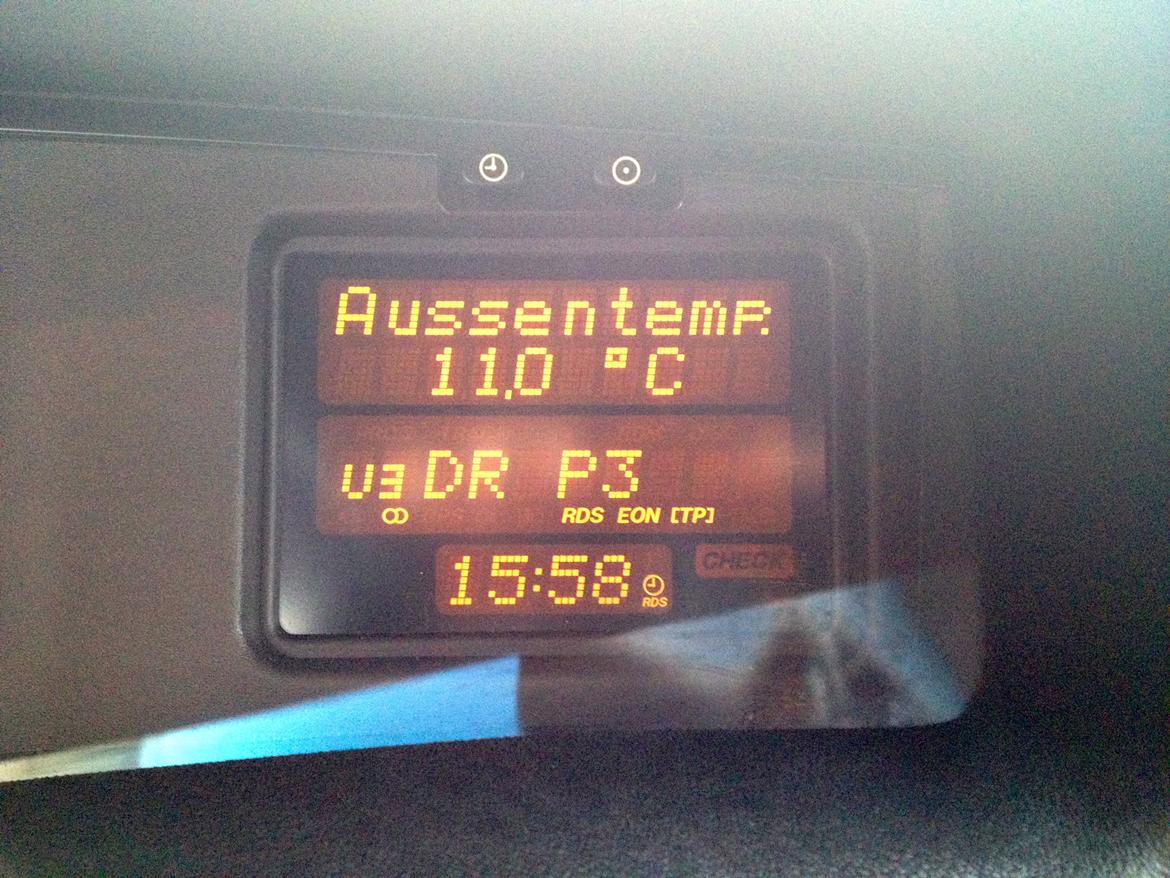 Aussentemp.
11,0 °C
U3 DR P3
RDS EON [TP]
15:58
RDS
CHECK